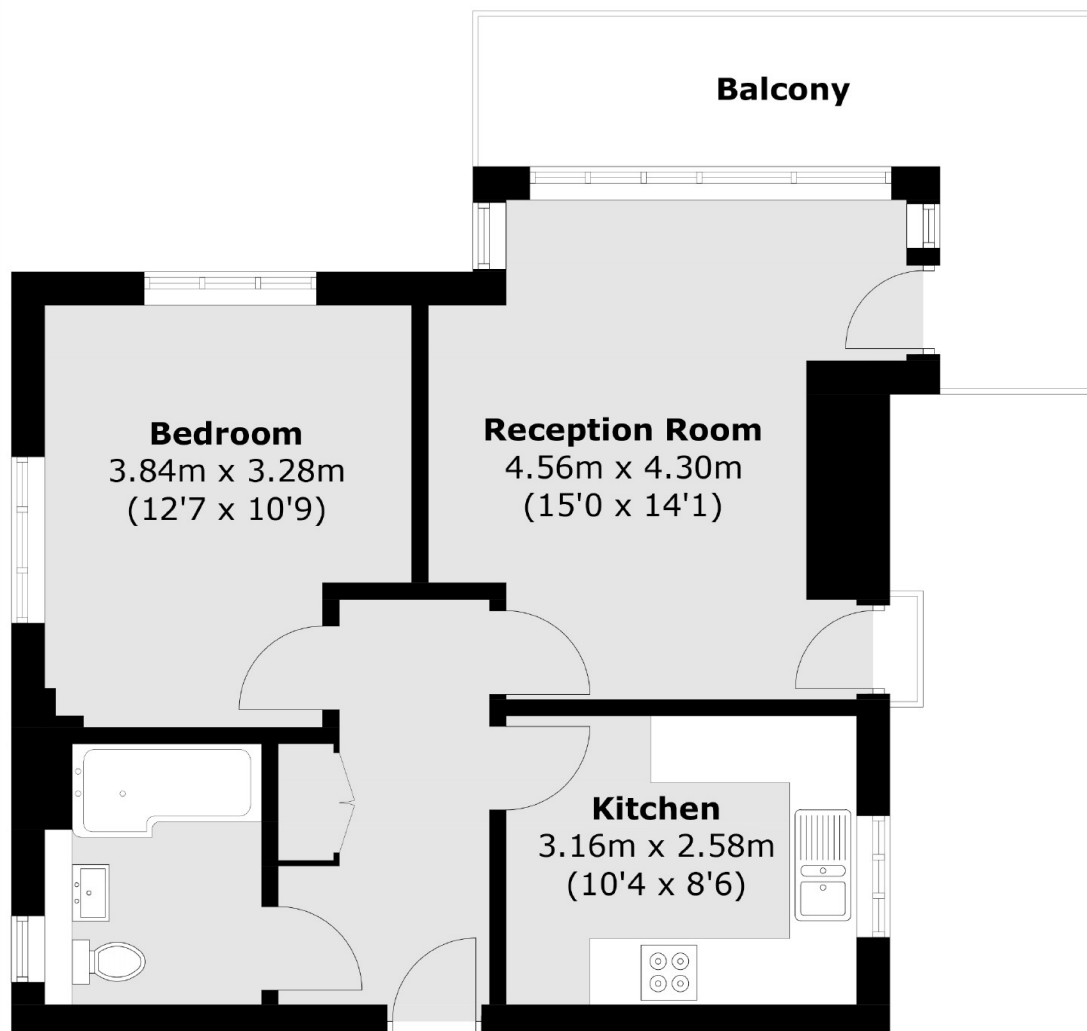 Balcony
Bedroom
3.84m x 3.28m
(12'7 x 10'9)
Reception Room
4.56m x 4.30m
(15'0 x 14'1)
Kitchen
3.16m x 2.58m
(10'4 x 8'6)